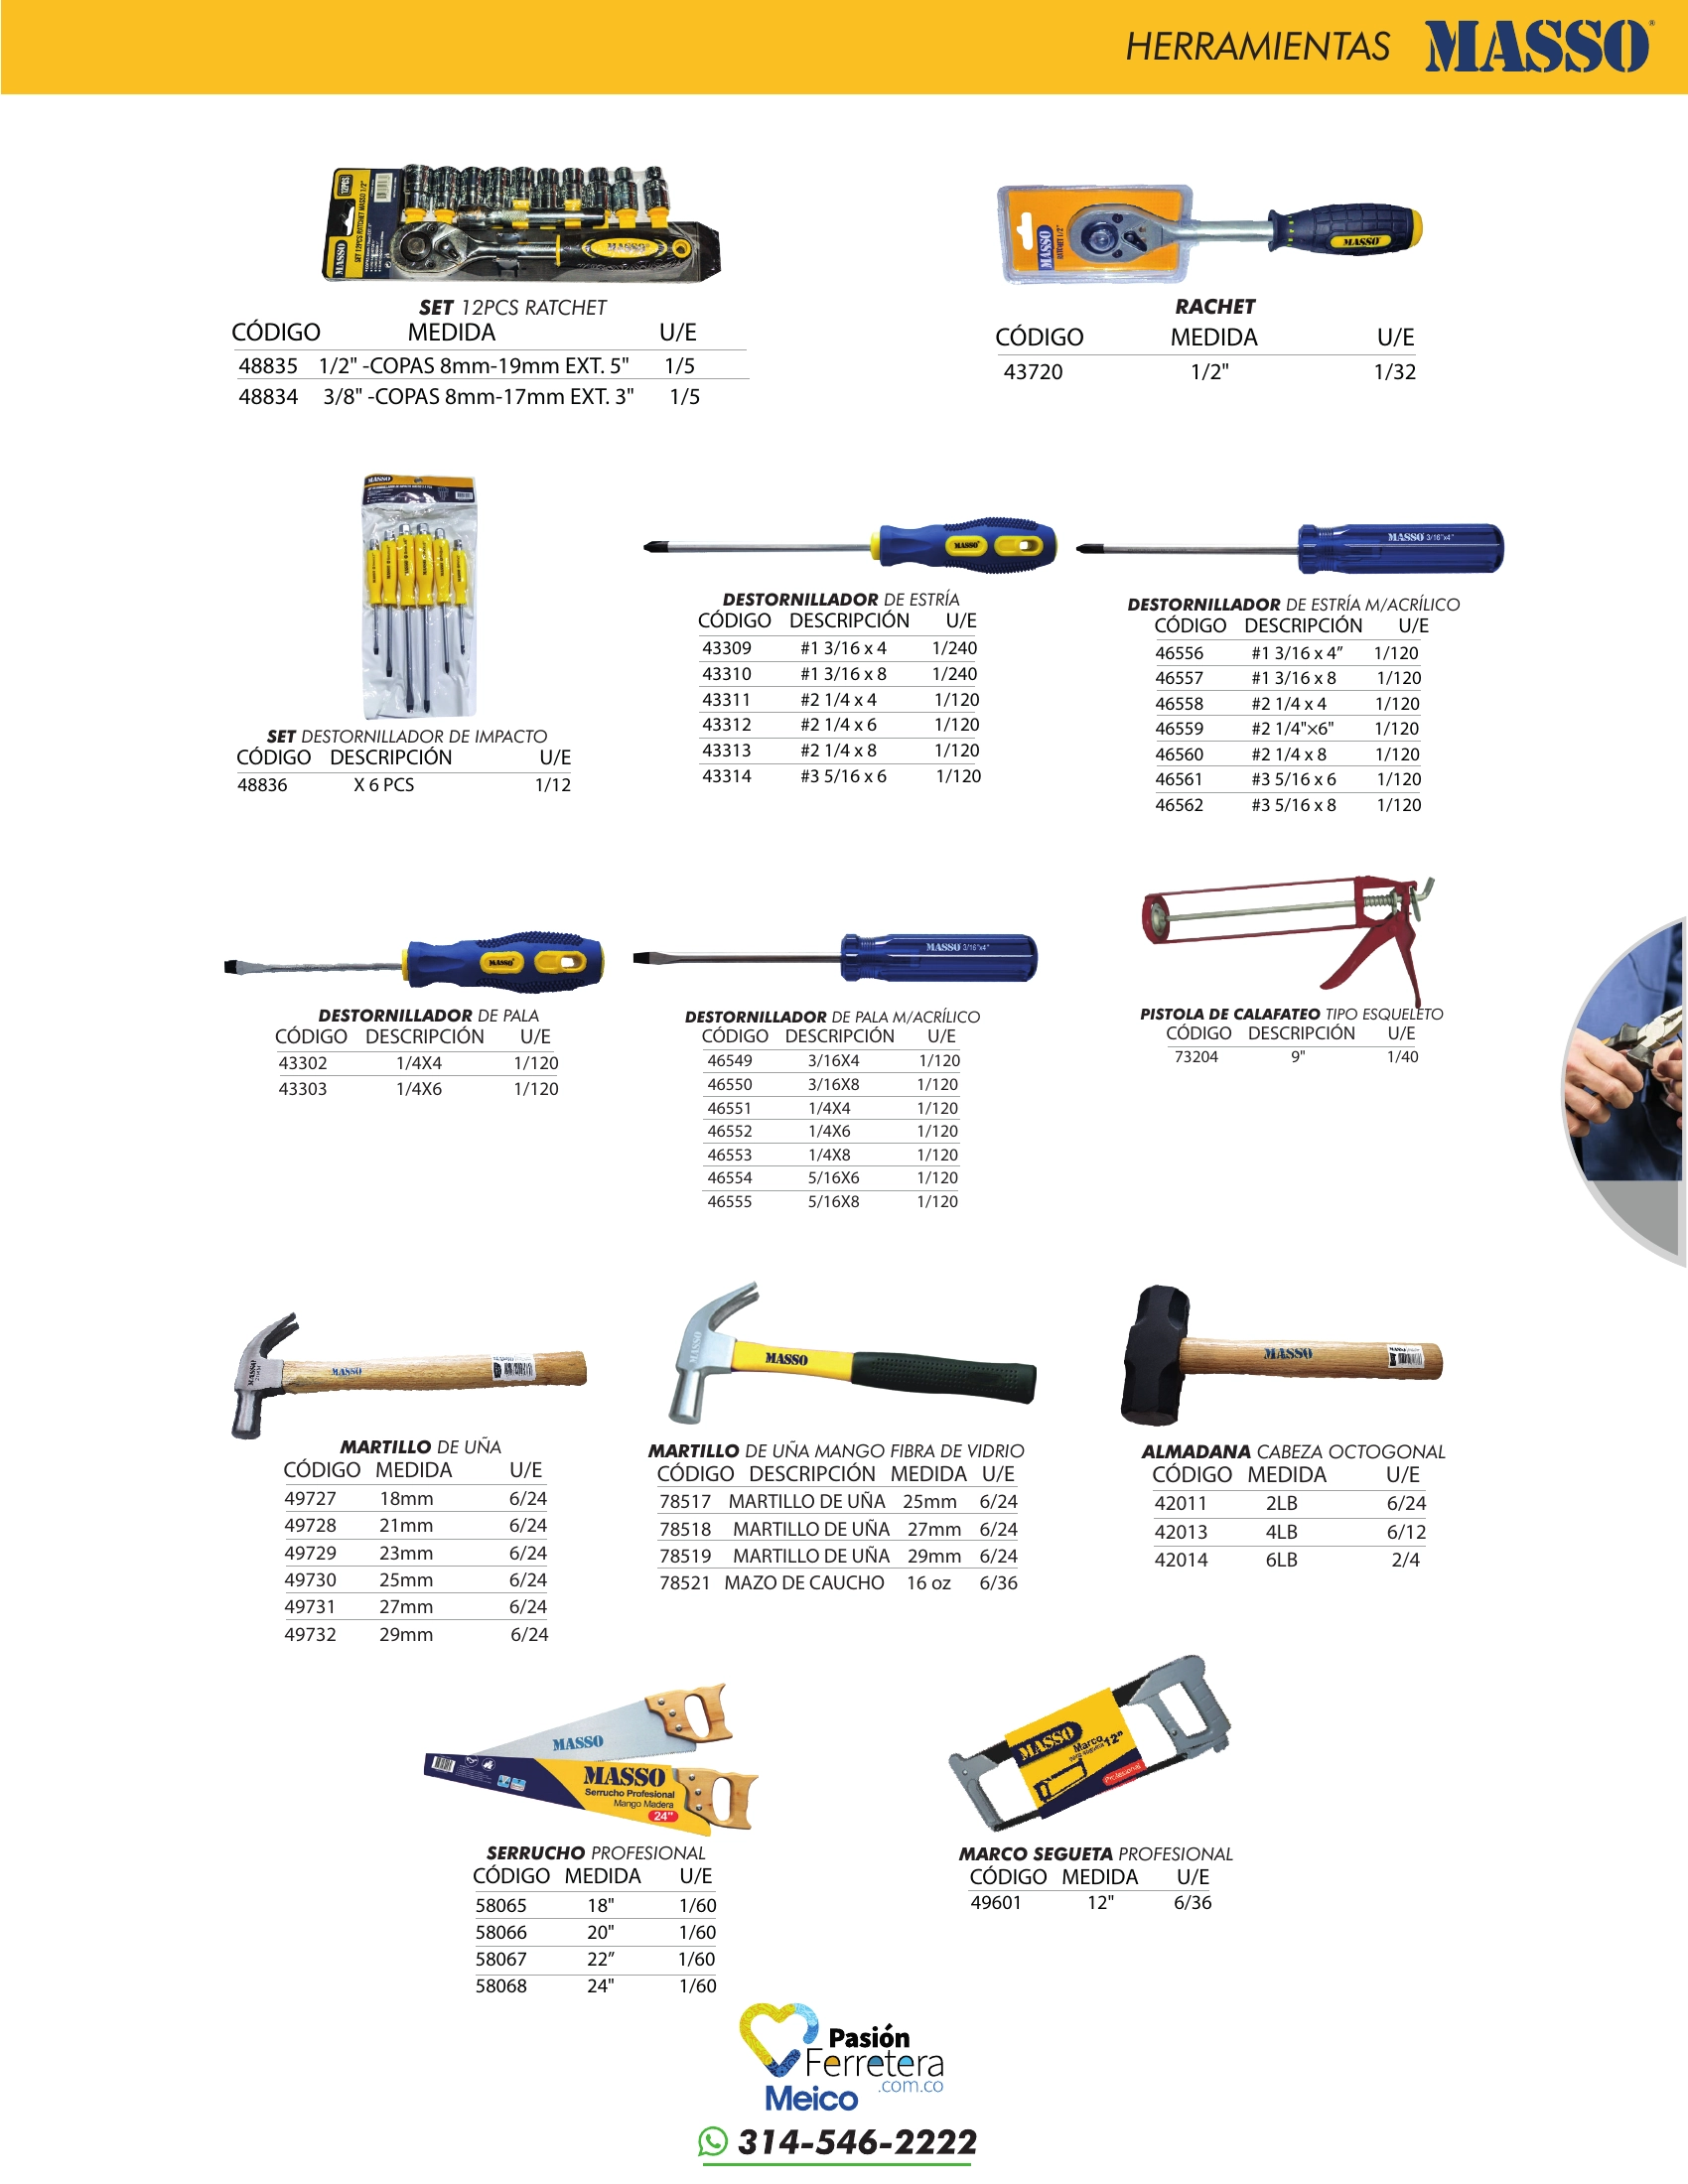 HERRAMIENTAS MASSO®
SET 12PCS RATCHET
CÓDIGO MEDIDA U/E
48835 1/2" -COPAS 8mm-19mm EXT. 5" 1/5
48834 3/8" -COPAS 8mm-17mm EXT. 3" 1/5
RACHET
CÓDIGO MEDIDA U/E
43720 1/2" 1/32
SET DESTORNILLADOR DE IMPACTO
CÓDIGO DESCRIPCIÓN U/E
48836 X 6 PCS 1/12
MASSO
DESTORNILLADOR DE ESTRÍA
CÓDIGO DESCRIPCIÓN U/E
43309 #1 3/16 x 4 1/240
43310 #1 3/16 x 8 1/240
43311 #2 1/4 x 4 1/120
43312 #2 1/4 x 6 1/120
43313 #2 1/4 x 8 1/120
43314 #3 5/16 x 6 1/120
MASSO 3/16"x4"
DESTORNILLADOR DE ESTRÍA M/ACRÍLICO
CÓDIGO DESCRIPCIÓN U/E
46556 #1 3/16 x 4” 1/120
46557 #1 3/16 x 8 1/120
46558 #2 1/4 x 4 1/120
46559 #2 1/4"×6" 1/120
46560 #2 1/4 x 8 1/120
46561 #3 5/16 x 6 1/120
46562 #3 5/16 x 8 1/120
MASSO
DESTORNILLADOR DE PALA
CÓDIGO DESCRIPCIÓN U/E
43302 1/4X4 1/120
43303 1/4X6 1/120
MASSO 3/16"x4"
DESTORNILLADOR DE PALA M/ACRÍLICO
CÓDIGO DESCRIPCIÓN U/E
46549 3/16X4 1/120
46550 3/16X8 1/120
46551 1/4X4 1/120
46552 1/4X6 1/120
46553 1/4X8 1/120
46554 5/16X6 1/120
46555 5/16X8 1/120
PISTOLA DE CALAFATEO TIPO ESQUELETO
CÓDIGO DESCRIPCIÓN U/E
73204 9" 1/40
MASSO
MARTILLO DE UÑA
CÓDIGO MEDIDA U/E
49727 18mm 6/24
49728 21mm 6/24
49729 23mm 6/24
49730 25mm 6/24
49731 27mm 6/24
49732 29mm 6/24
MASSO
MARTILLO DE UÑA MANGO FIBRA DE VIDRIO
CÓDIGO DESCRIPCIÓN MEDIDA U/E
78517 MARTILLO DE UÑA 25mm 6/24
78518 MARTILLO DE UÑA 27mm 6/24
78519 MARTILLO DE UÑA 29mm 6/24
78521 MAZO DE CAUCHO 16 oz 6/36
MASSO
ALMADANA CABEZA OCTOGONAL
CÓDIGO MEDIDA U/E
42011 2LB 6/24
42013 4LB 6/12
42014 6LB 2/4
MASSO
MASSO
Serrucho Profesional
Mango Madera
24"
SERRUCHO PROFESIONAL
CÓDIGO MEDIDA U/E
58065 18" 1/60
58066 20" 1/60
58067 22” 1/60
58068 24" 1/60
MASSO
Marco
para segueta 12"
Profesional
MARCO SEGUETA PROFESIONAL
CÓDIGO MEDIDA U/E
49601 12" 6/36
Pasión
Ferretera
.com.co
Meico
314-546-2222